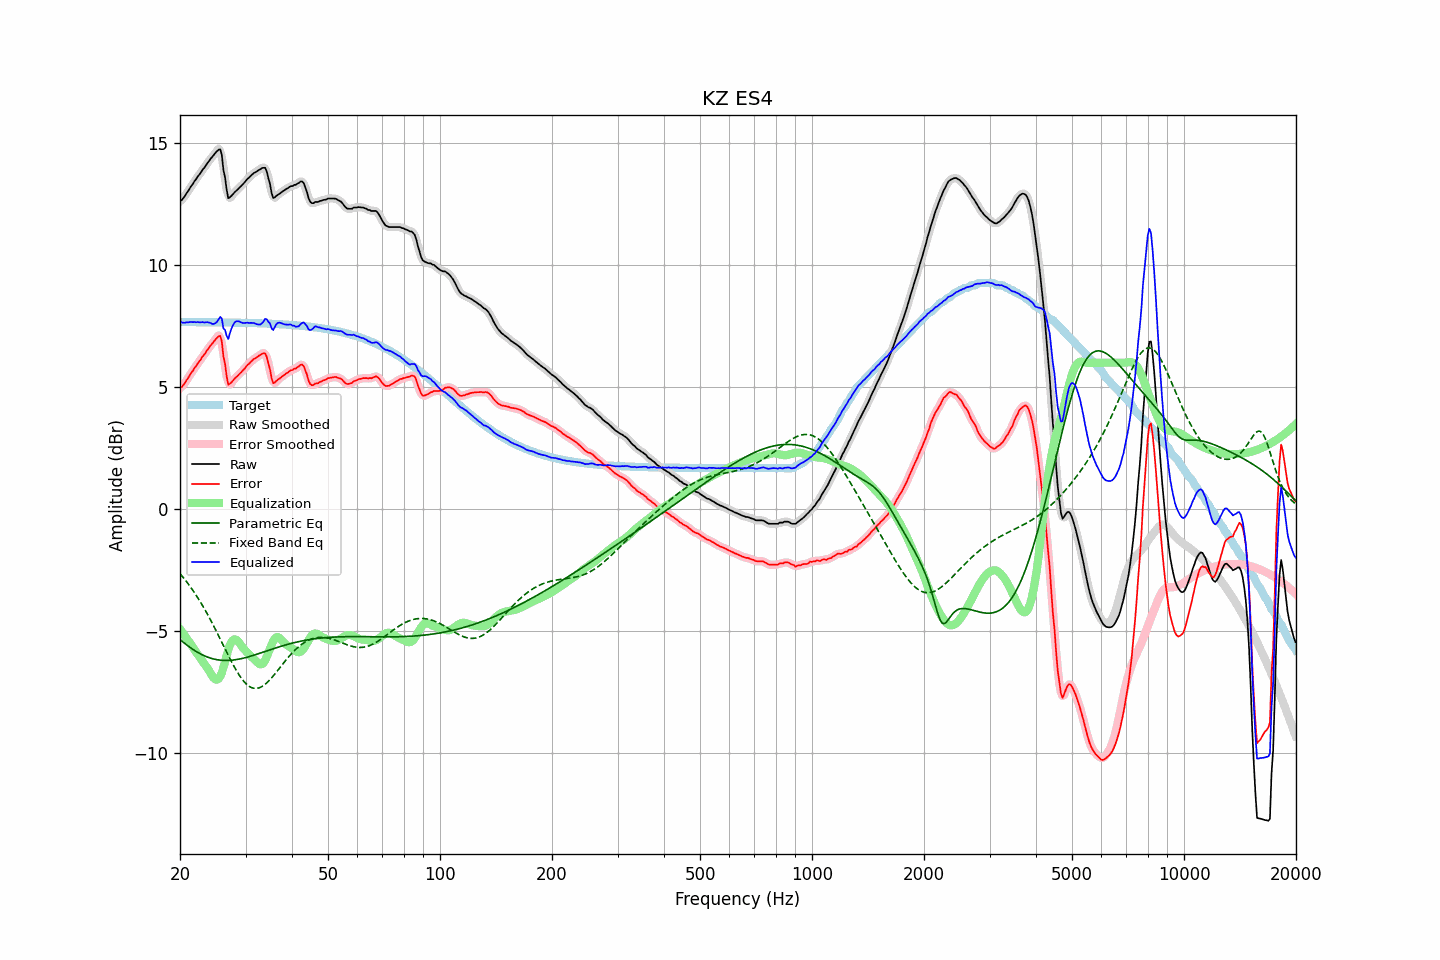 KZ ES4
Amplitude (dBr)
15
10
5
0
−5
−10
Target
Raw Smoothed
Error Smoothed
Raw
Error
Equalization
Parametric Eq
Fixed Band Eq
Equalized
20
50
100
200
500
1000
2000
5000
10000
20000
Frequency (Hz)